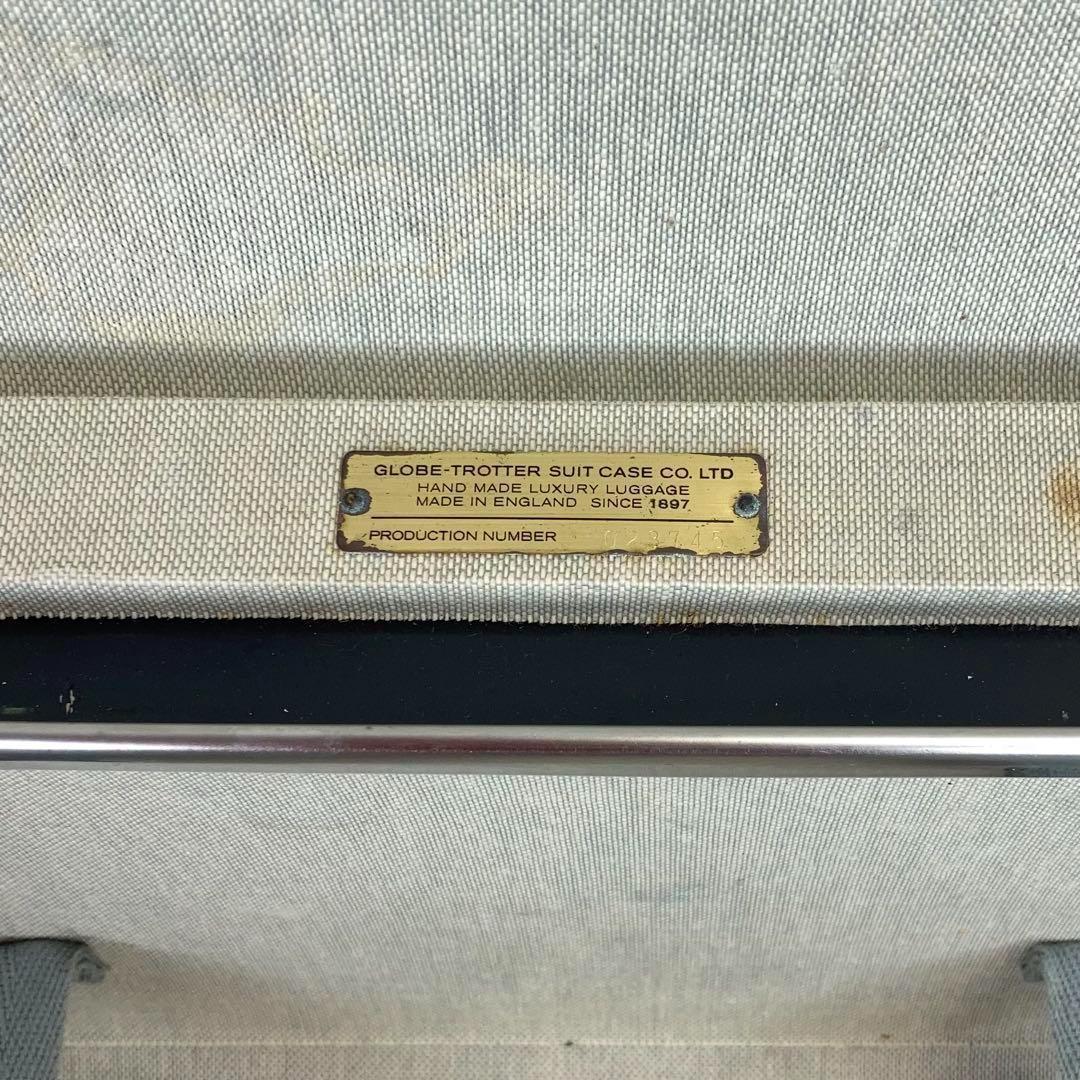 GLOBE-TROTTER SUIT CASE CO. LTD
HAND MADE LUXURY LUGGAGE
MADE IN ENGLAND SINCE 1897
PRODUCTION NUMBER